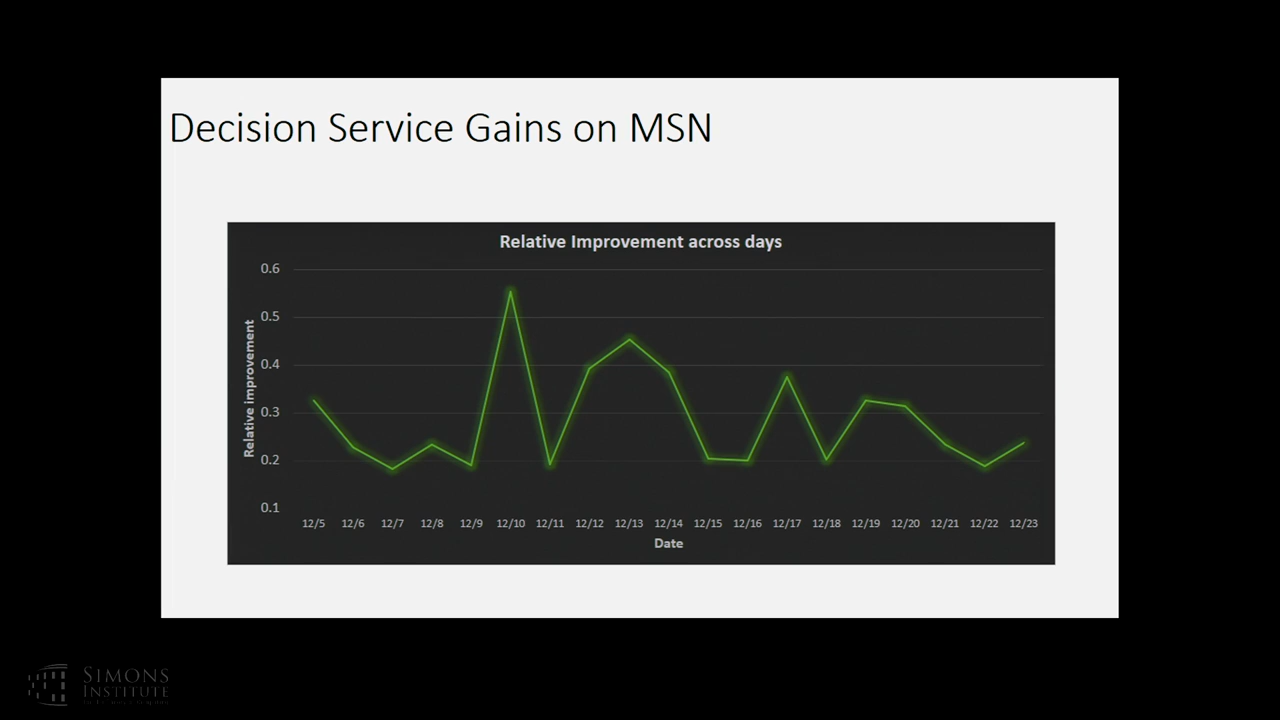 Decision Service Gains on MSN
Relative Improvement across days
Relative improvement
0.6
0.5
0.4
0.3
0.2
0.1
12/5 12/6 12/7 12/8 12/9 12/10 12/11 12/12 12/13 12/14 12/15 12/16 12/17 12/18 12/19 12/20 12/21 12/22 12/23
Date
SIMONS
INSTITUTE